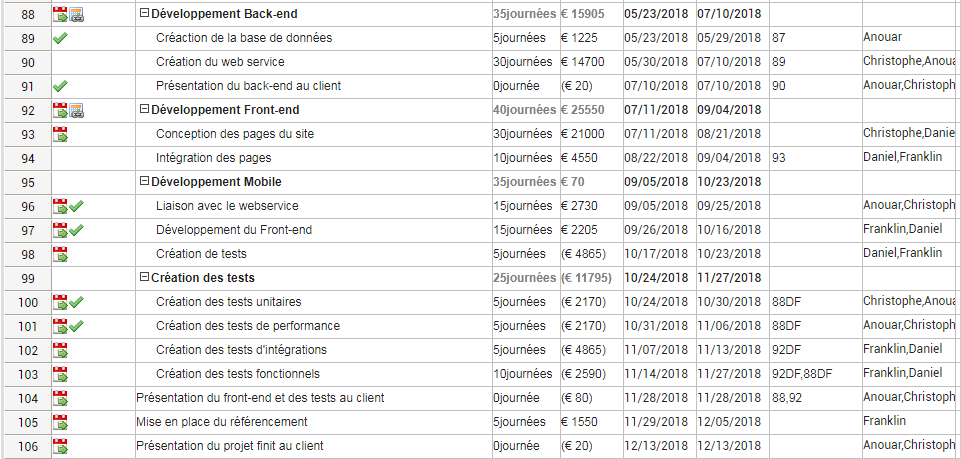 88 Développement Back-end 35journées € 15905 05/23/2018 07/10/2018
89 Créaction de la base de données 5journées € 1225 05/23/2018 05/29/2018 87 Anouar
90 Création du web service 30journées € 14700 05/30/2018 07/10/2018 89 Christophe,Anoua
91 Présentation du back-end au client 0journée (€ 20) 07/10/2018 07/10/2018 90 Anouar,Christoph
92 Développement Front-end 40journées € 25550 07/11/2018 09/04/2018
93 Conception des pages du site 30journées € 21000 07/11/2018 08/21/2018 Christophe,Danie
94 Intégration des pages 10journées € 4550 08/22/2018 09/04/2018 93 Daniel,Franklin
95 Développement Mobile 35journées € 70 09/05/2018 10/23/2018
96 Liaison avec le webservice 15journées € 2730 09/05/2018 09/25/2018 Anouar,Christoph
97 Développement du Front-end 15journées € 2205 09/26/2018 10/16/2018 Franklin,Daniel
98 Création de tests 5journées (€ 4865) 10/17/2018 10/23/2018 Daniel,Franklin
99 Création des tests 25journées (€ 11795) 10/24/2018 11/27/2018
100 Création des tests unitaires 5journées (€ 2170) 10/24/2018 10/30/2018 88DF Christophe,Anoua
101 Création des tests de performance 5journées (€ 2170) 10/31/2018 11/06/2018 88DF Anouar,Christoph
102 Création des tests d'intégrations 5journées (€ 4865) 11/07/2018 11/13/2018 92DF Franklin,Daniel
103 Création des tests fonctionnels 10journées (€ 2590) 11/14/2018 11/27/2018 92DF,88DF Franklin,Daniel
104 Présentation du front-end et des tests au client 0journée (€ 80) 11/28/2018 11/28/2018 88,92 Anouar,Christoph
105 Mise en place du référencement 5journées € 1550 11/29/2018 12/05/2018 Franklin
106 Présentation du projet finit au client 0journée (€ 20) 12/13/2018 12/13/2018 Anouar,Christoph